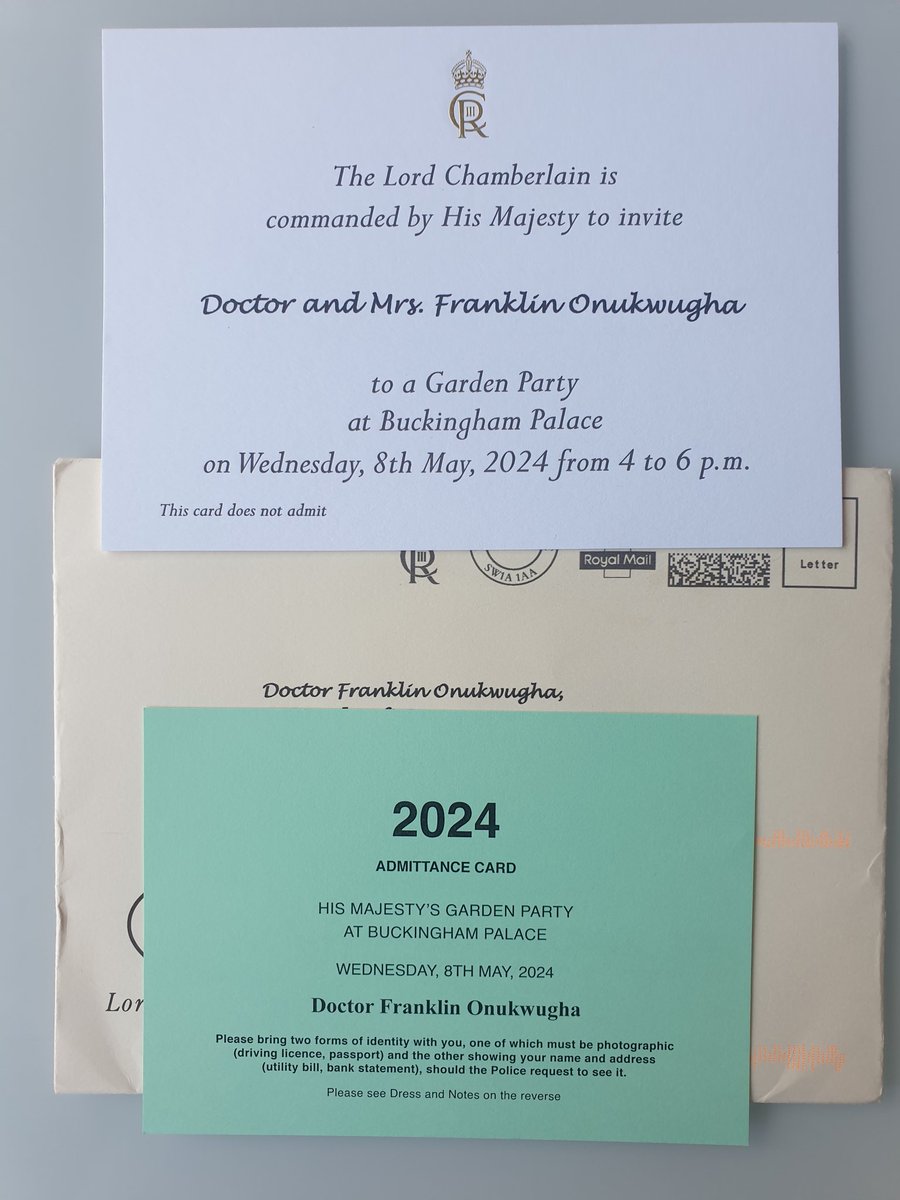 CIIIR
The Lord Chamberlain is
commanded by His Majesty to invite
Doctor and Mrs. Franklin Onukwugha
to a Garden Party
at Buckingham Palace
on Wednesday, 8th May, 2024 from 4 to 6 p.m.
This card does not admit
III R
SW1A 1AA
Royal Mail
Letter
Doctor Franklin Onukwugha,
Lor
2024
ADMITTANCE CARD
HIS MAJESTY'S GARDEN PARTY
AT BUCKINGHAM PALACE
WEDNESDAY, 8TH MAY, 2024
Doctor Franklin Onukwugha
Please bring two forms of identity with you, one of which must be photographic
(driving licence, passport) and the other showing your name and address
(utility bill, bank statement), should the Police request to see it.
Please see Dress and Notes on the reverse